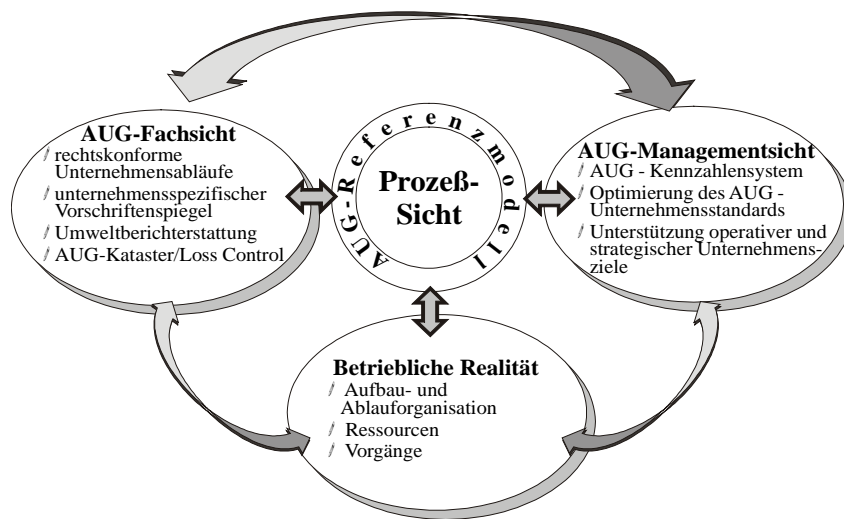 AUG-Fachsicht
rechtskonforme
Unternehmensabläufe
unternehmensspezifischer
Vorschriftenspiegel
Umweltberichterstattung
AUG-Kataster/Loss Control
AUG-Referenzmodell
Prozeß-
Sicht
AUG-Managementsicht
AUG - Kennzahlensystem
Optimierung des AUG -
Unternehmensstandards
Unterstützung operativer und
strategischer Unternehmens-
ziele
Betriebliche Realität
Aufbau- und
Ablauforganisation
Ressourcen
Vorgänge